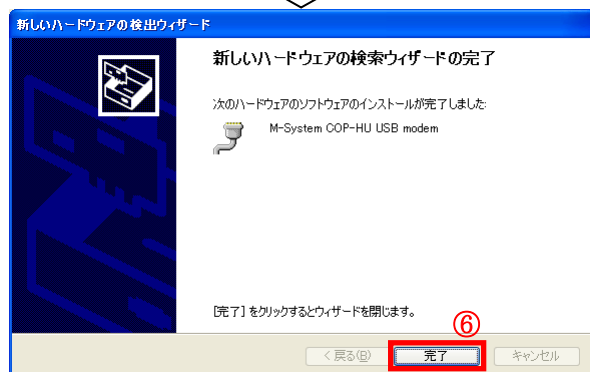 新しいハードウェアの検出ウィザード
新しいハードウェアの検索ウィザードの完了
次のハードウェアのソフトウェアのインストールが完了しました:
M-System COP-HU USB modem
[完了] をクリックするとウィザードを閉じます。
⑥
< 戻る(B) 完了 キャンセル